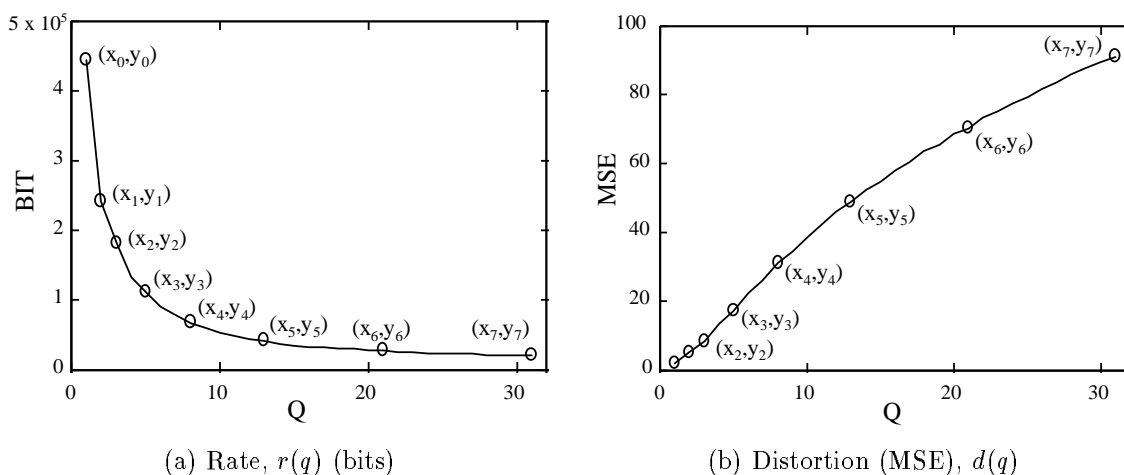 5 x 10⁵
4
3
2
1
0
BIT
(x₀,y₀)
(x₁,y₁)
(x₂,y₂)
(x₃,y₃)
(x₄,y₄)
(x₅,y₅)
(x₆,y₆)
(x₇,y₇)
0
10
20
30
Q
(a) Rate, r(q) (bits)
100
80
60
40
20
0
MSE
(x₇,y₇)
(x₆,y₆)
(x₅,y₅)
(x₄,y₄)
(x₃,y₃)
(x₂,y₂)
0
10
20
30
Q
(b) Distortion (MSE), d(q)